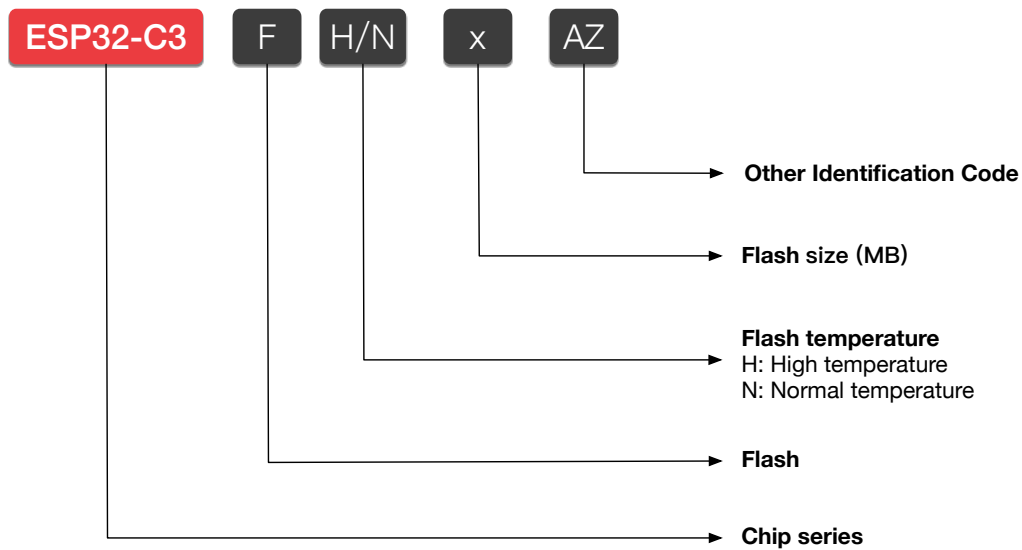 ESP32-C3 F H/N x AZ
Other Identification Code
Flash size (MB)
Flash temperature
H: High temperature
N: Normal temperature
Flash
Chip series